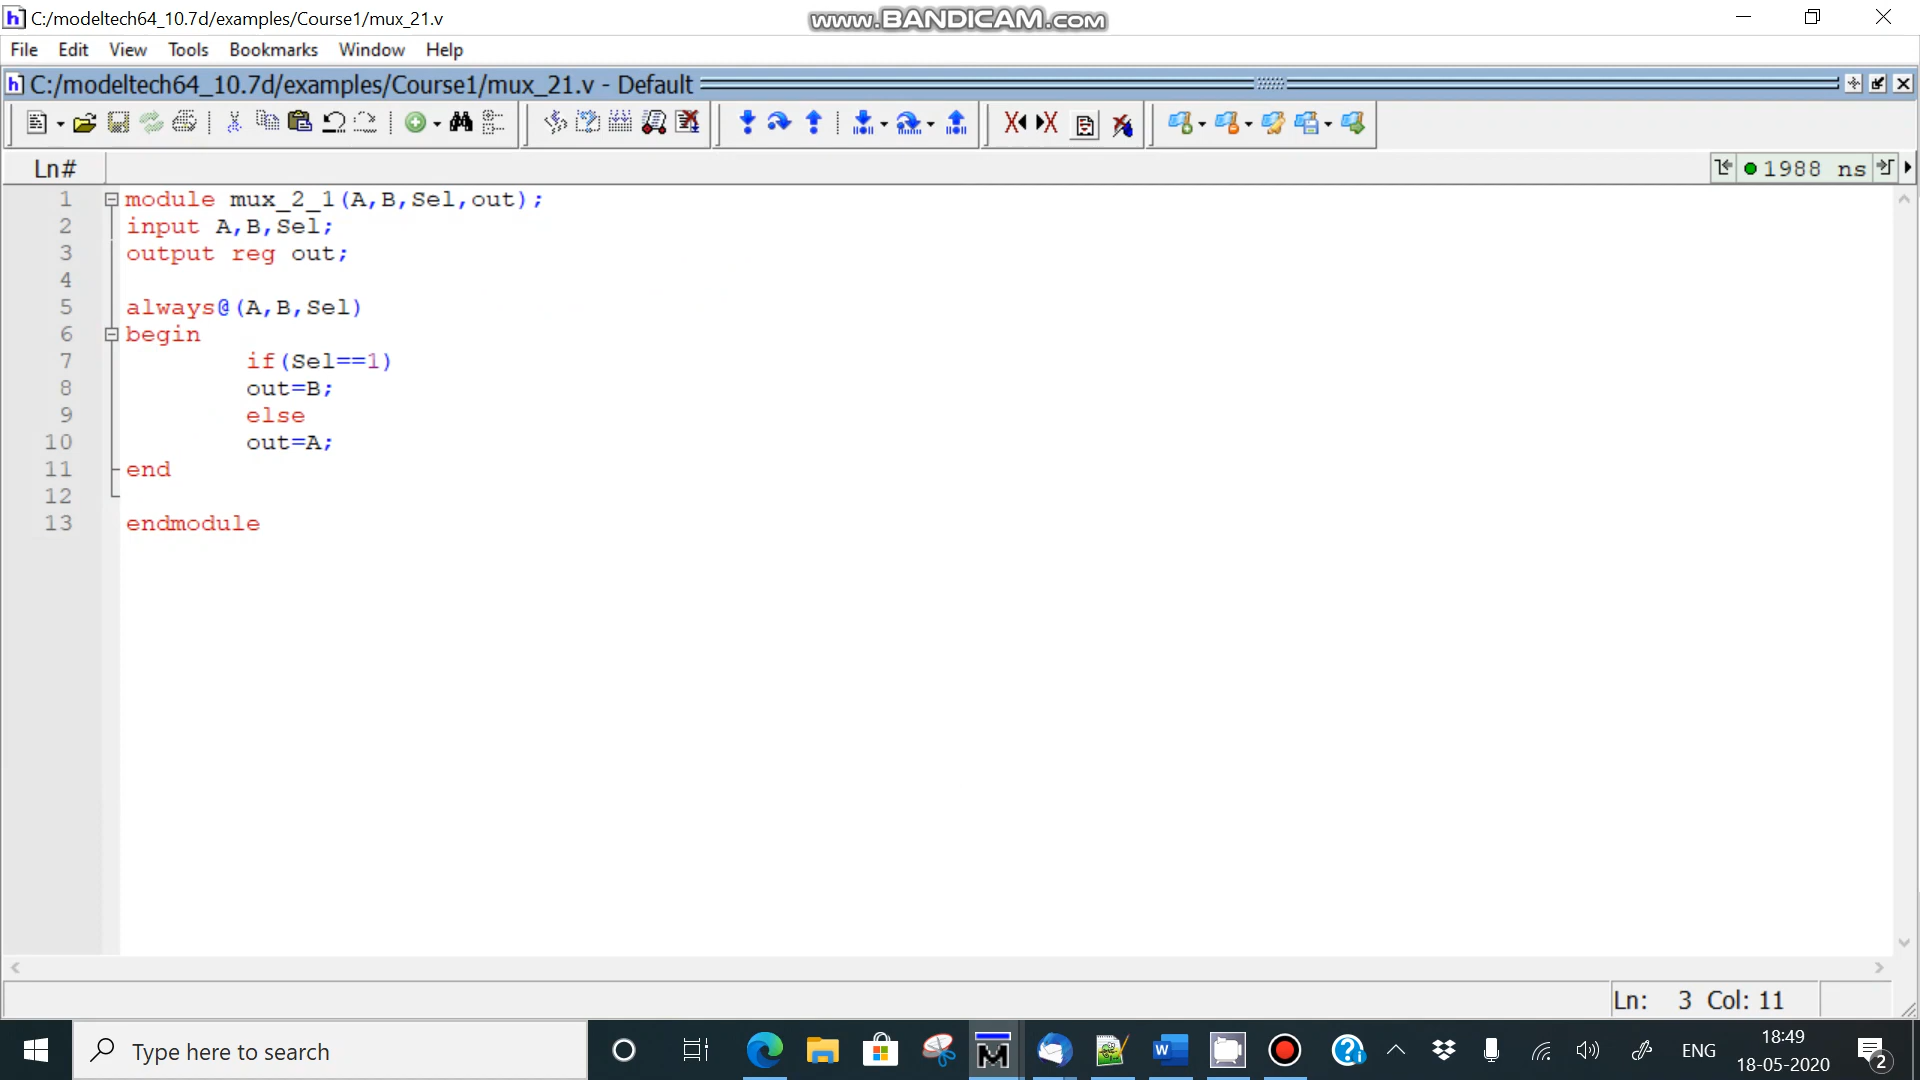 C:/modeltech64_10.7d/examples/Course1/mux_21.v
www.BANDICAM.com
File Edit View Tools Bookmarks Window Help
C:/modeltech64_10.7d/examples/Course1/mux_21.v - Default
Ln#
1988 ns
1 module mux_2_1(A,B,Sel,out);
2 input A,B,Sel;
3 output reg out;
4
5 always@(A,B,Sel)
6 begin
7 if(Sel==1)
8 out=B;
9 else
10 out=A;
11 end
12
13 endmodule
Ln: 3 Col: 11
Type here to search
ENG
18:49
18-05-2020
2